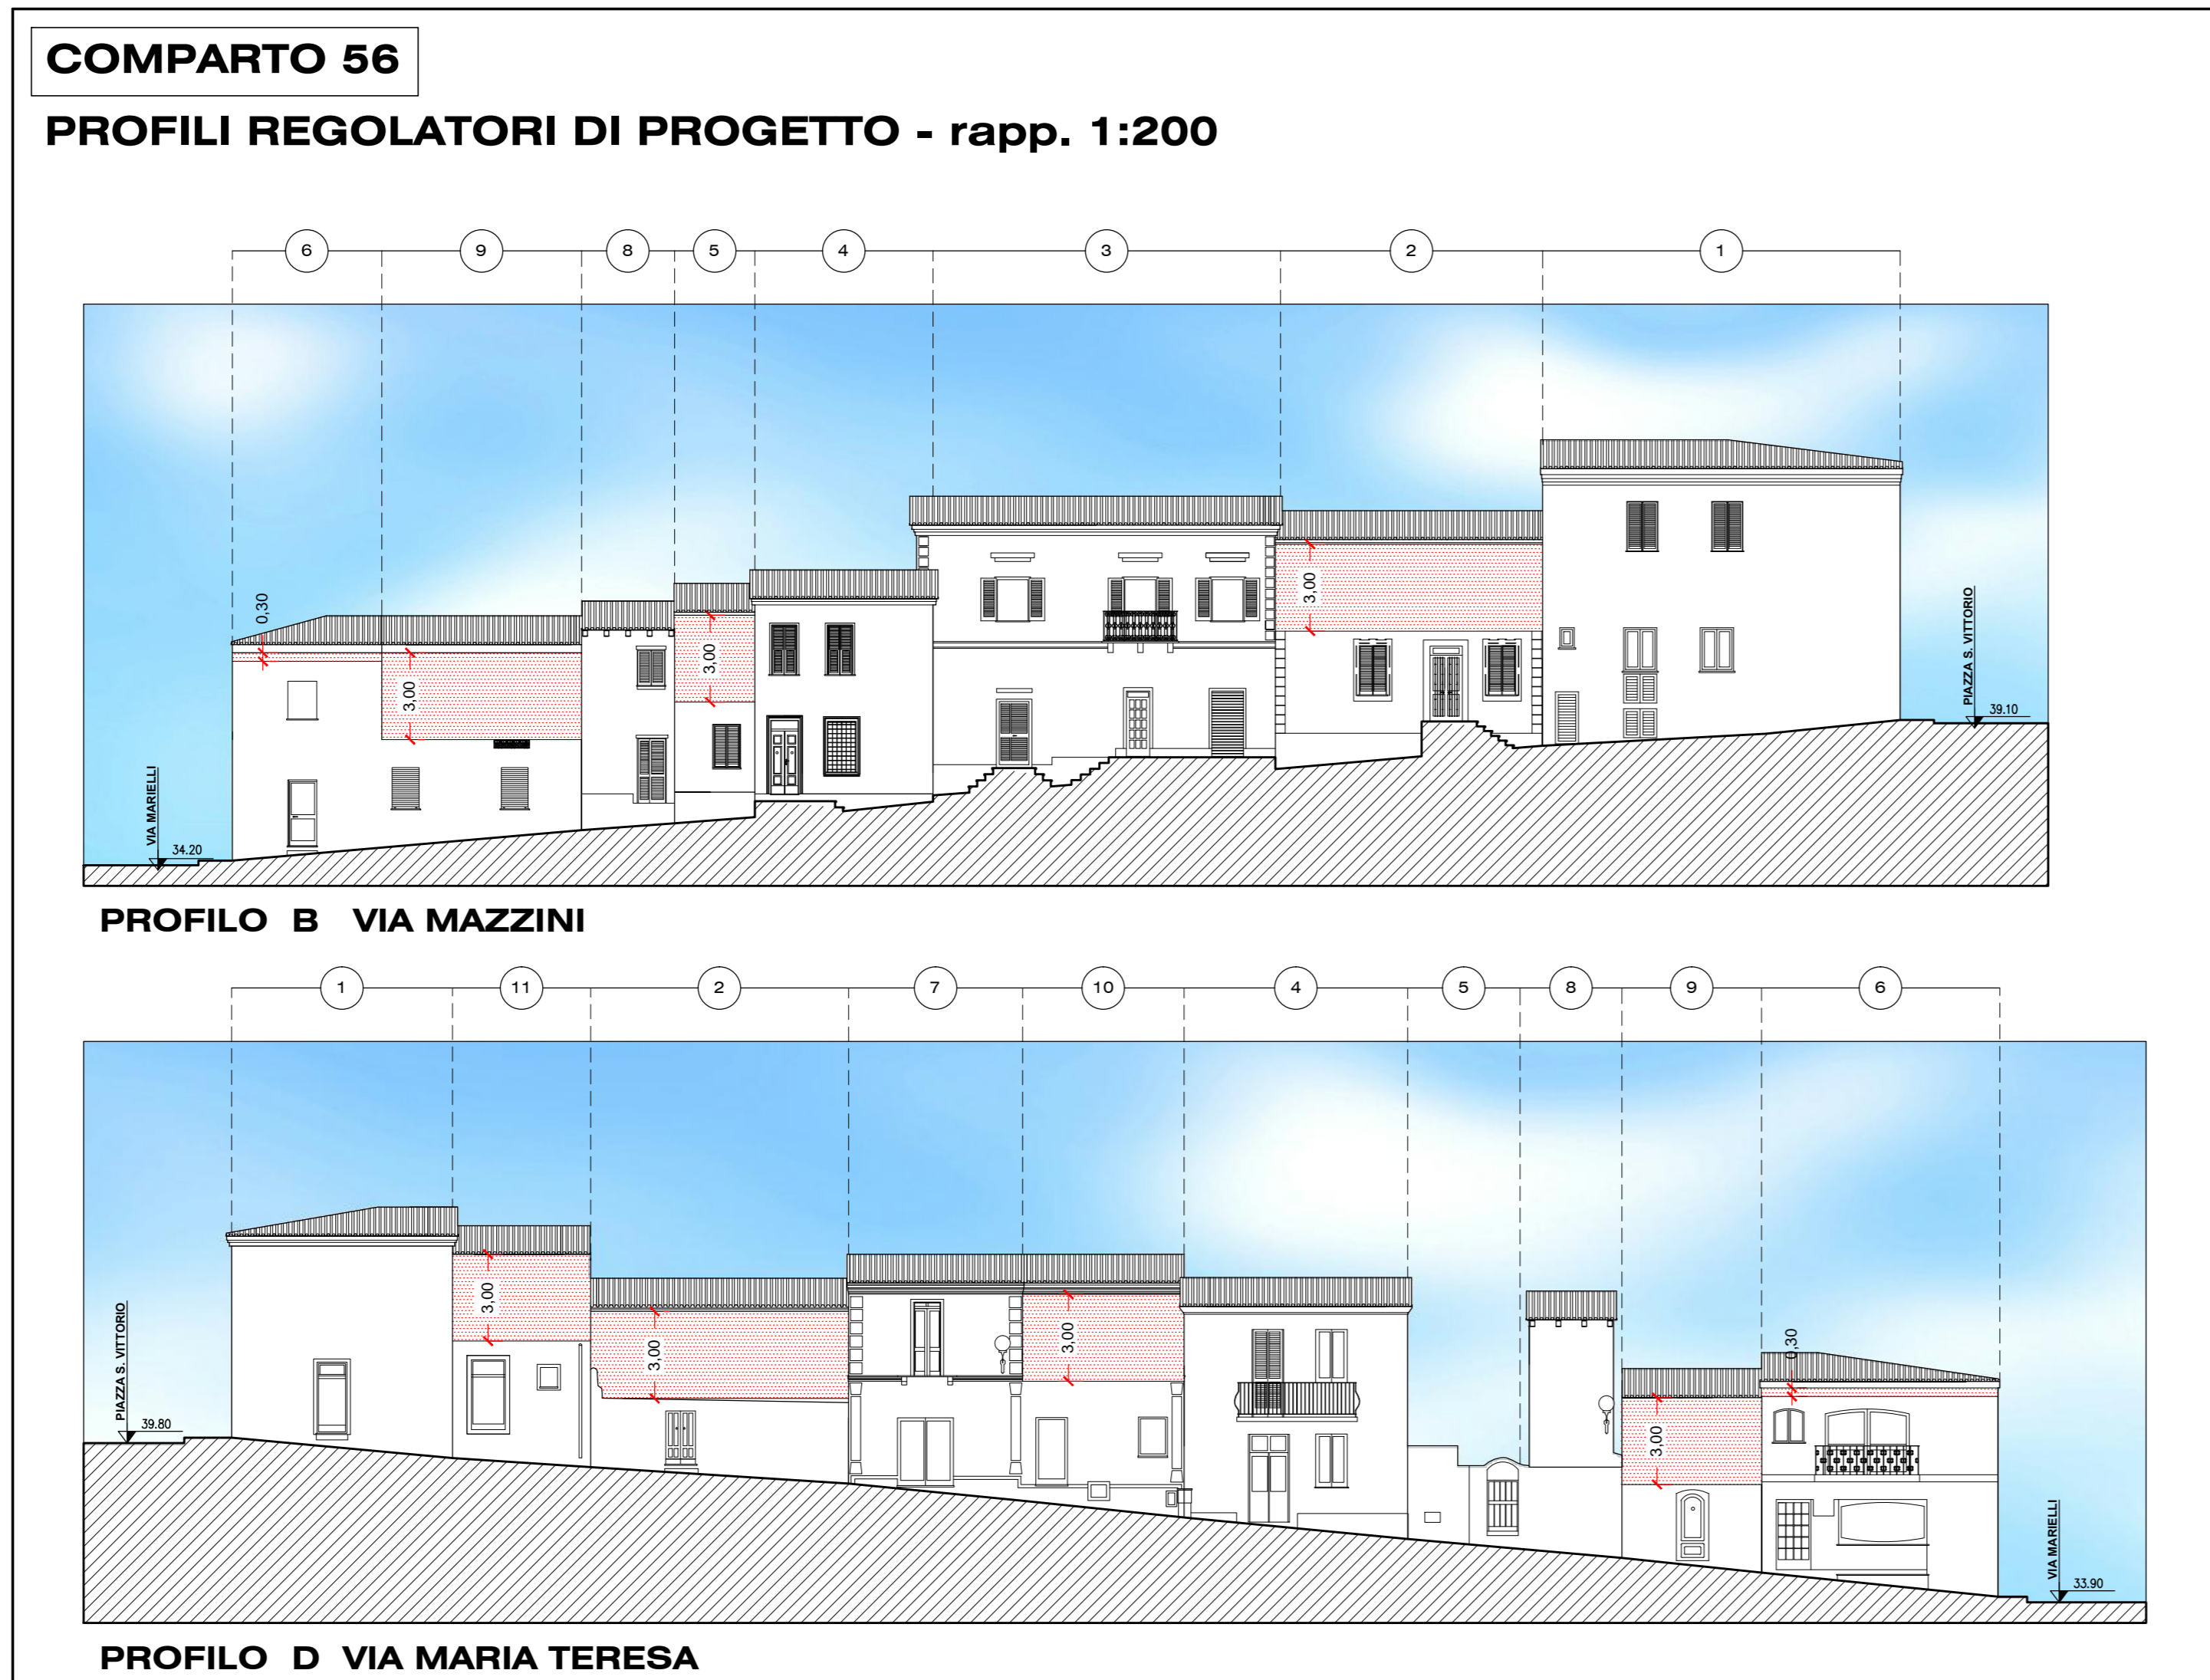 COMPARTO 56
PROFILI REGOLATORI DI PROGETTO - rapp. 1:200
6 9 8 5 4 3 2 1
0,30
3,00
3,00
3,00
VIA MARIELLI
34.20
PIAZZA S. VITTORIO
39.10
PROFILO B VIA MAZZINI
1 11 2 7 10 4 5 8 9 6
PIAZZA S. VITTORIO
39.80
3,00
3,00
3,00
3,00
0,30
VIA MARIELLI
33.90
PROFILO D VIA MARIA TERESA